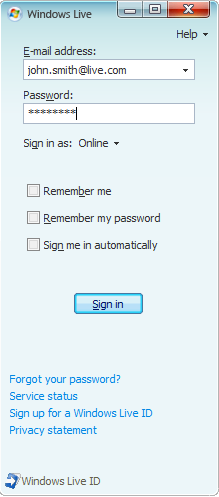 Windows Live
Help
E-mail address:
john.smith@live.com
Password:
********
Sign in as: Online
Remember me
Remember my password
Sign me in automatically
Sign in
Forgot your password?
Service status
Sign up for a Windows Live ID
Privacy statement
Windows Live ID